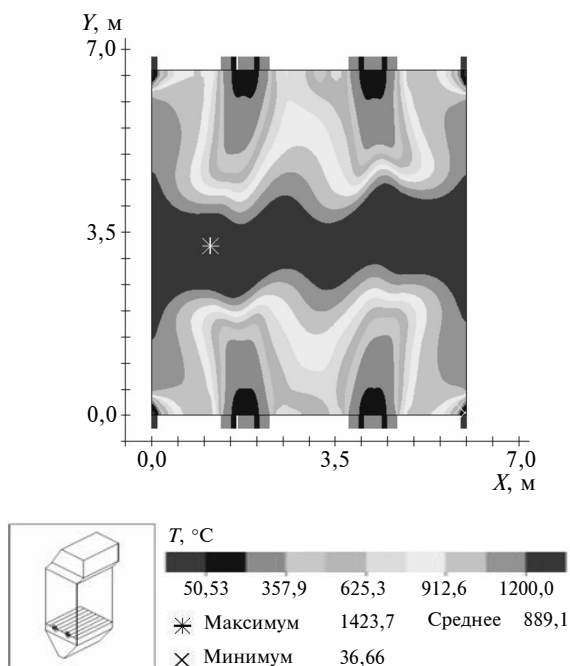 Y, м
7,0
3,5
0,0
0,0 3,5 7,0
X, м
T, °C
50,53 357,9 625,3 912,6 1200,0
Максимум 1423,7 Среднее 889,1
Минимум 36,66